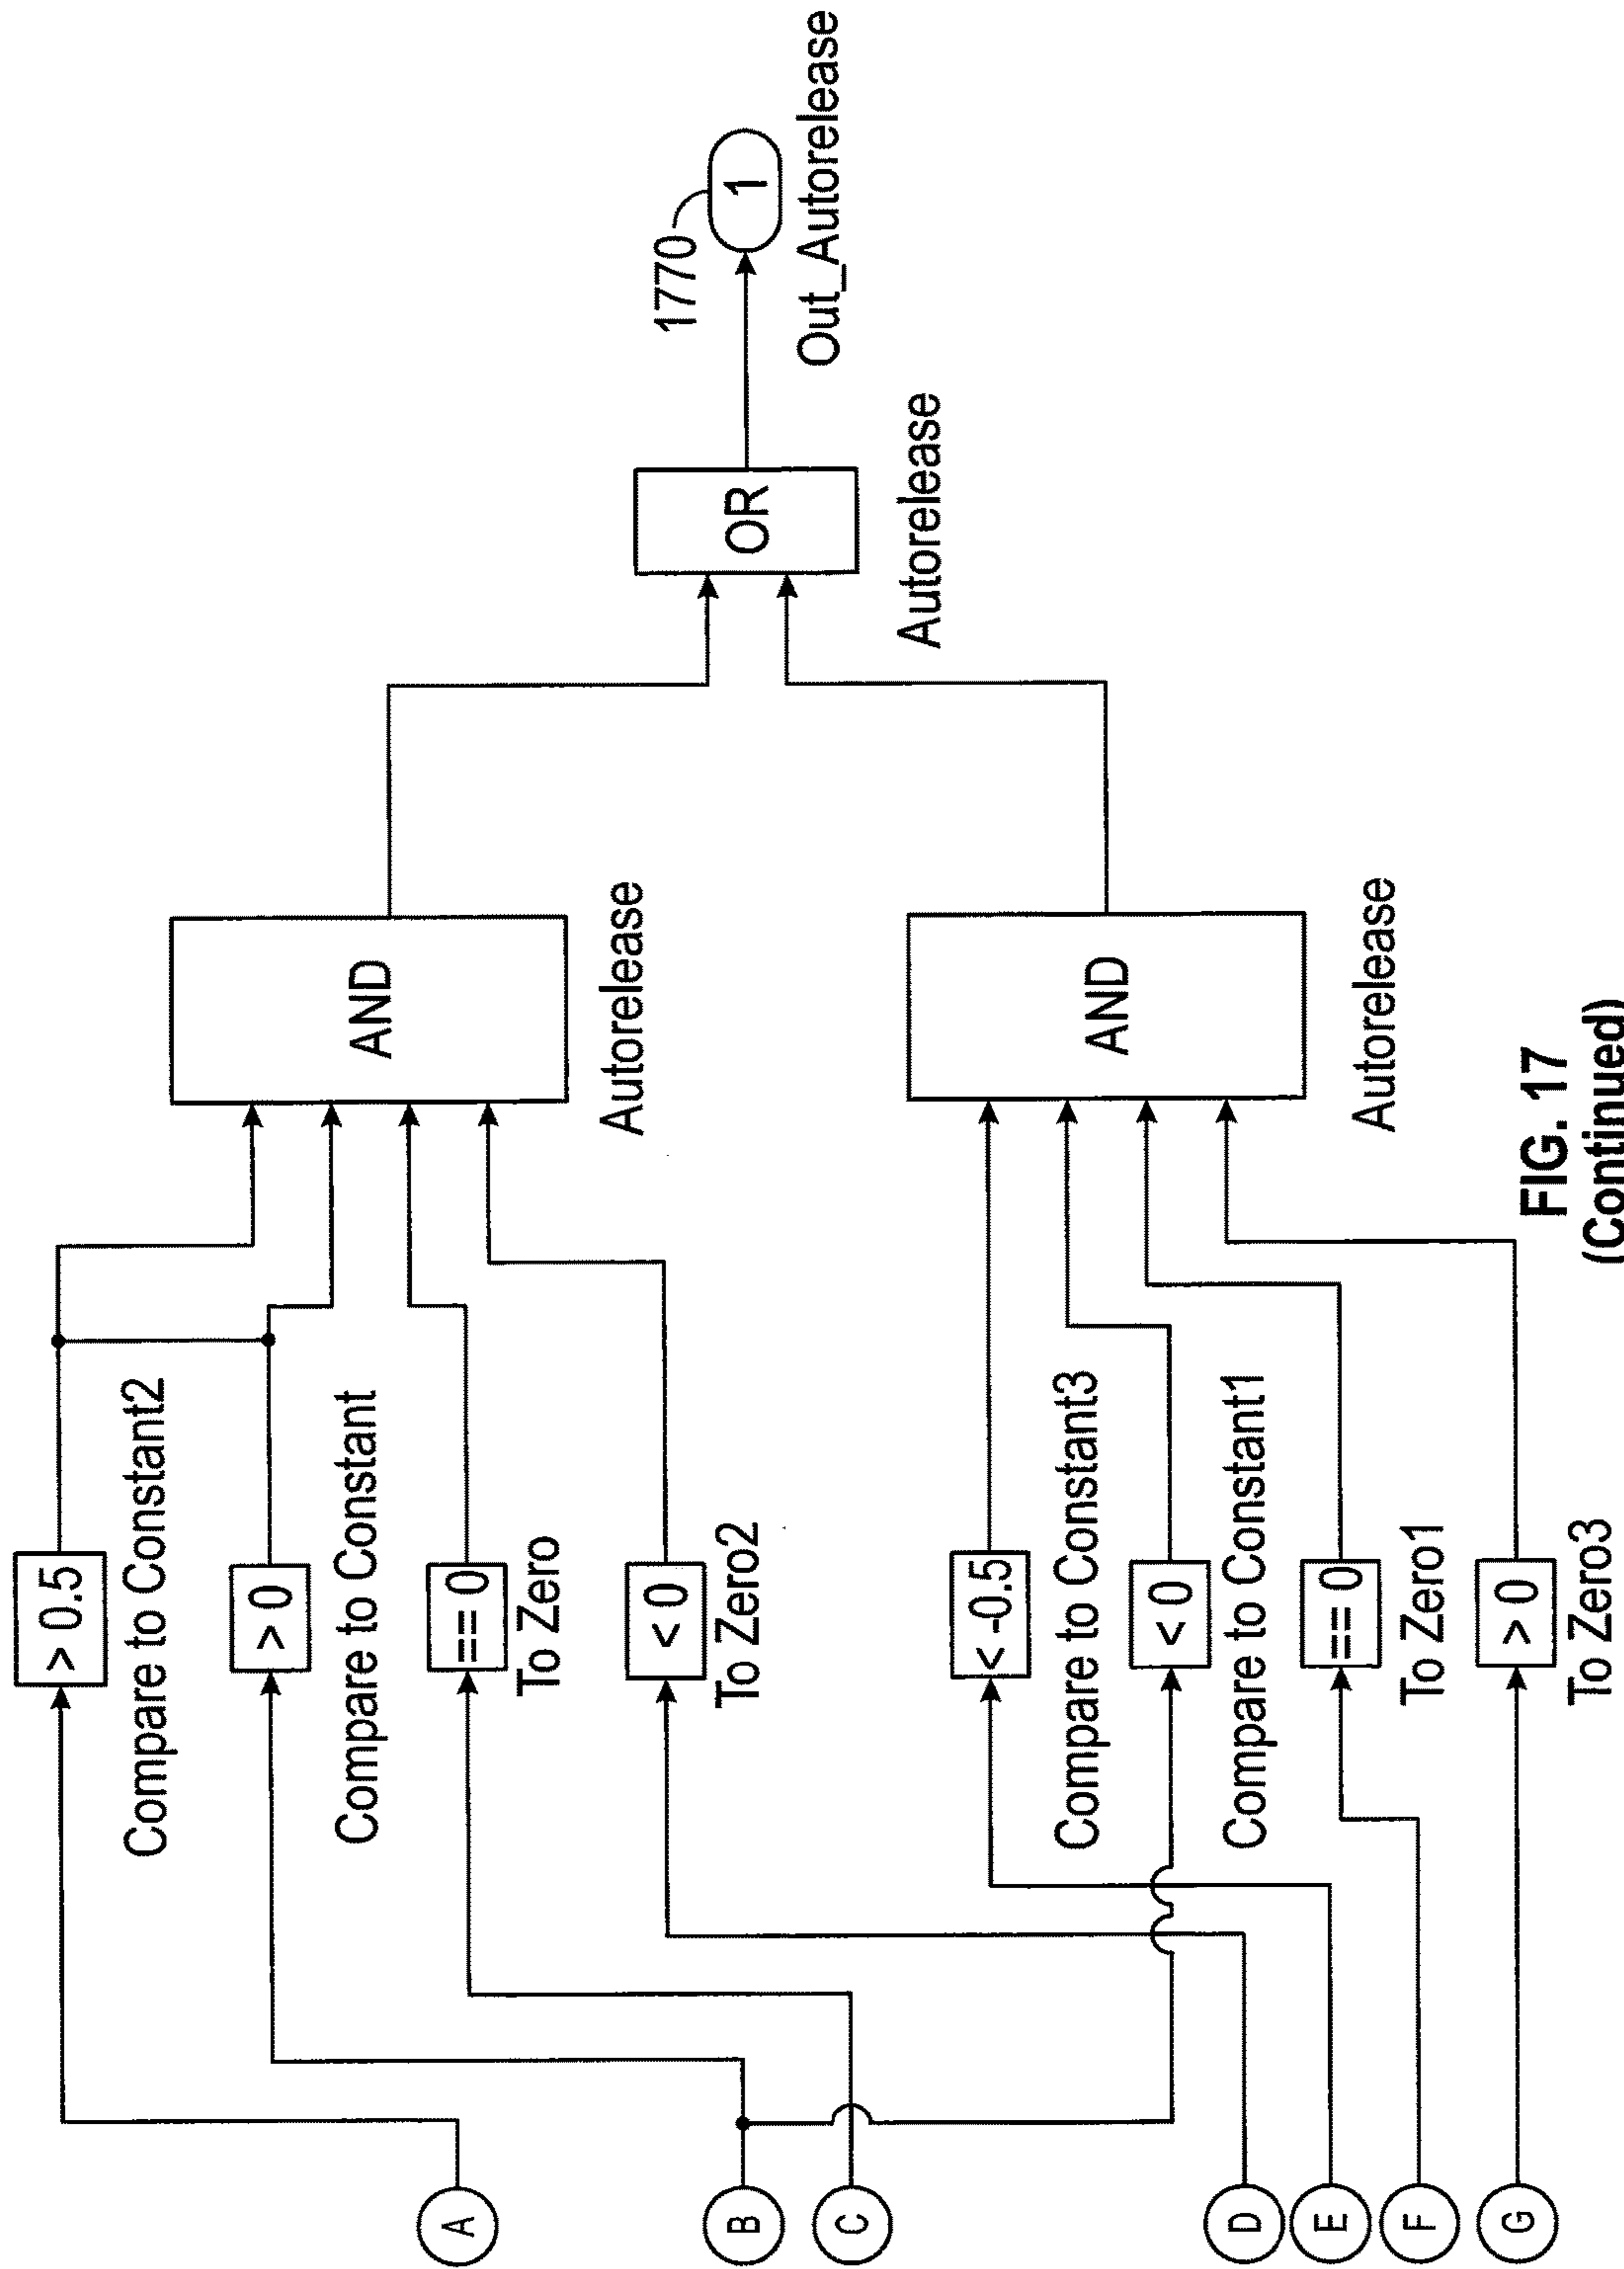 A
B
C
D
E
F
G
> 0.5
Compare to Constant2
> 0
Compare to Constant
== 0
To Zero
< 0
To Zero2
< -0.5
Compare to Constant3
< 0
Compare to Constant1
== 0
To Zero1
> 0
To Zero3
AND
Autorelease
AND
Autorelease
OR
Autorelease
1770
1
Out_Autorelease
FIG. 17
(Continued)